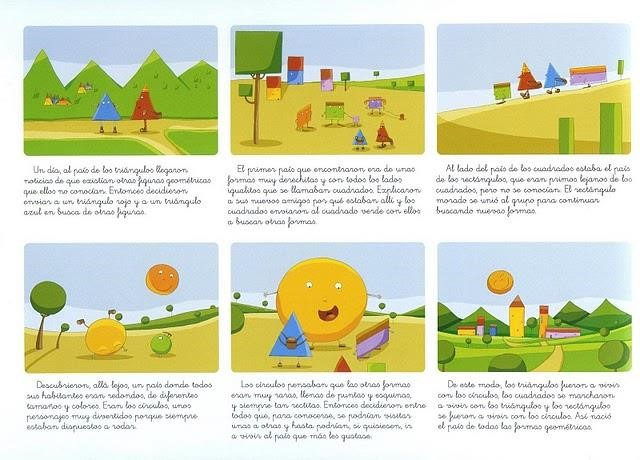 Un día, al país de los triángulos llegaron
noticias de que existían otras figuras geométricas
que ellos no conocían. Entonces decidieron
enviar a un triángulo rojo y a un triángulo
azul en busca de otras figuras.
El primer país que encontraron era de unas
formas muy derechitas y con todos los lados
igualitos que se llamaban cuadrados. Explicaron
a sus nuevos amigos por qué estaban allí y los
cuadrados enviaron al cuadrado verde con ellos
a buscar otras formas.
Al lado del país de los cuadrados estaba el país
de los rectángulos, que eran primos lejanos de los
cuadrados, pero no se conocían. El rectángulo
morado se unió al grupo para continuar
buscando nuevas formas.
Descubrieron, allá lejos, un país donde todos
sus habitantes eran redondos, de diferentes
tamaños y colores. Eran los círculos, unos
personajes muy divertidos porque siempre
estaban dispuestos a rodar.
Los círculos pensaban que las otras formas
eran muy raras, llenas de puntas y esquinas,
y siempre tan rectitas. Entonces decidieron entre
todos que, para conocerse, se podrían visitar
unas a otras y hasta podrían, si quisiesen, ir
a vivir al país que más les gustase.
De este modo, los triángulos fueron a vivir
con los círculos, los cuadrados se marcharon
a vivir con los triángulos y los rectángulos
se fueron a vivir con los círculos. Así nació
el país de todas las formas geométricas.